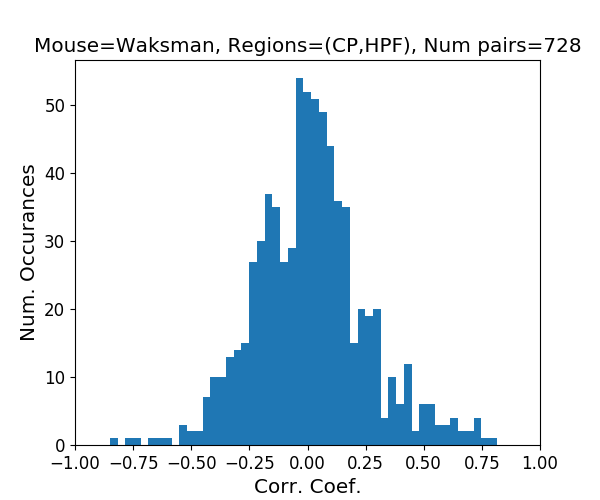 Mouse=Waksman, Regions=(CP,HPF), Num pairs=728
50
40
30
20
10
0
Num. Occurances
−1.00 −0.75 −0.50 −0.25 0.00 0.25 0.50 0.75 1.00
Corr. Coef.